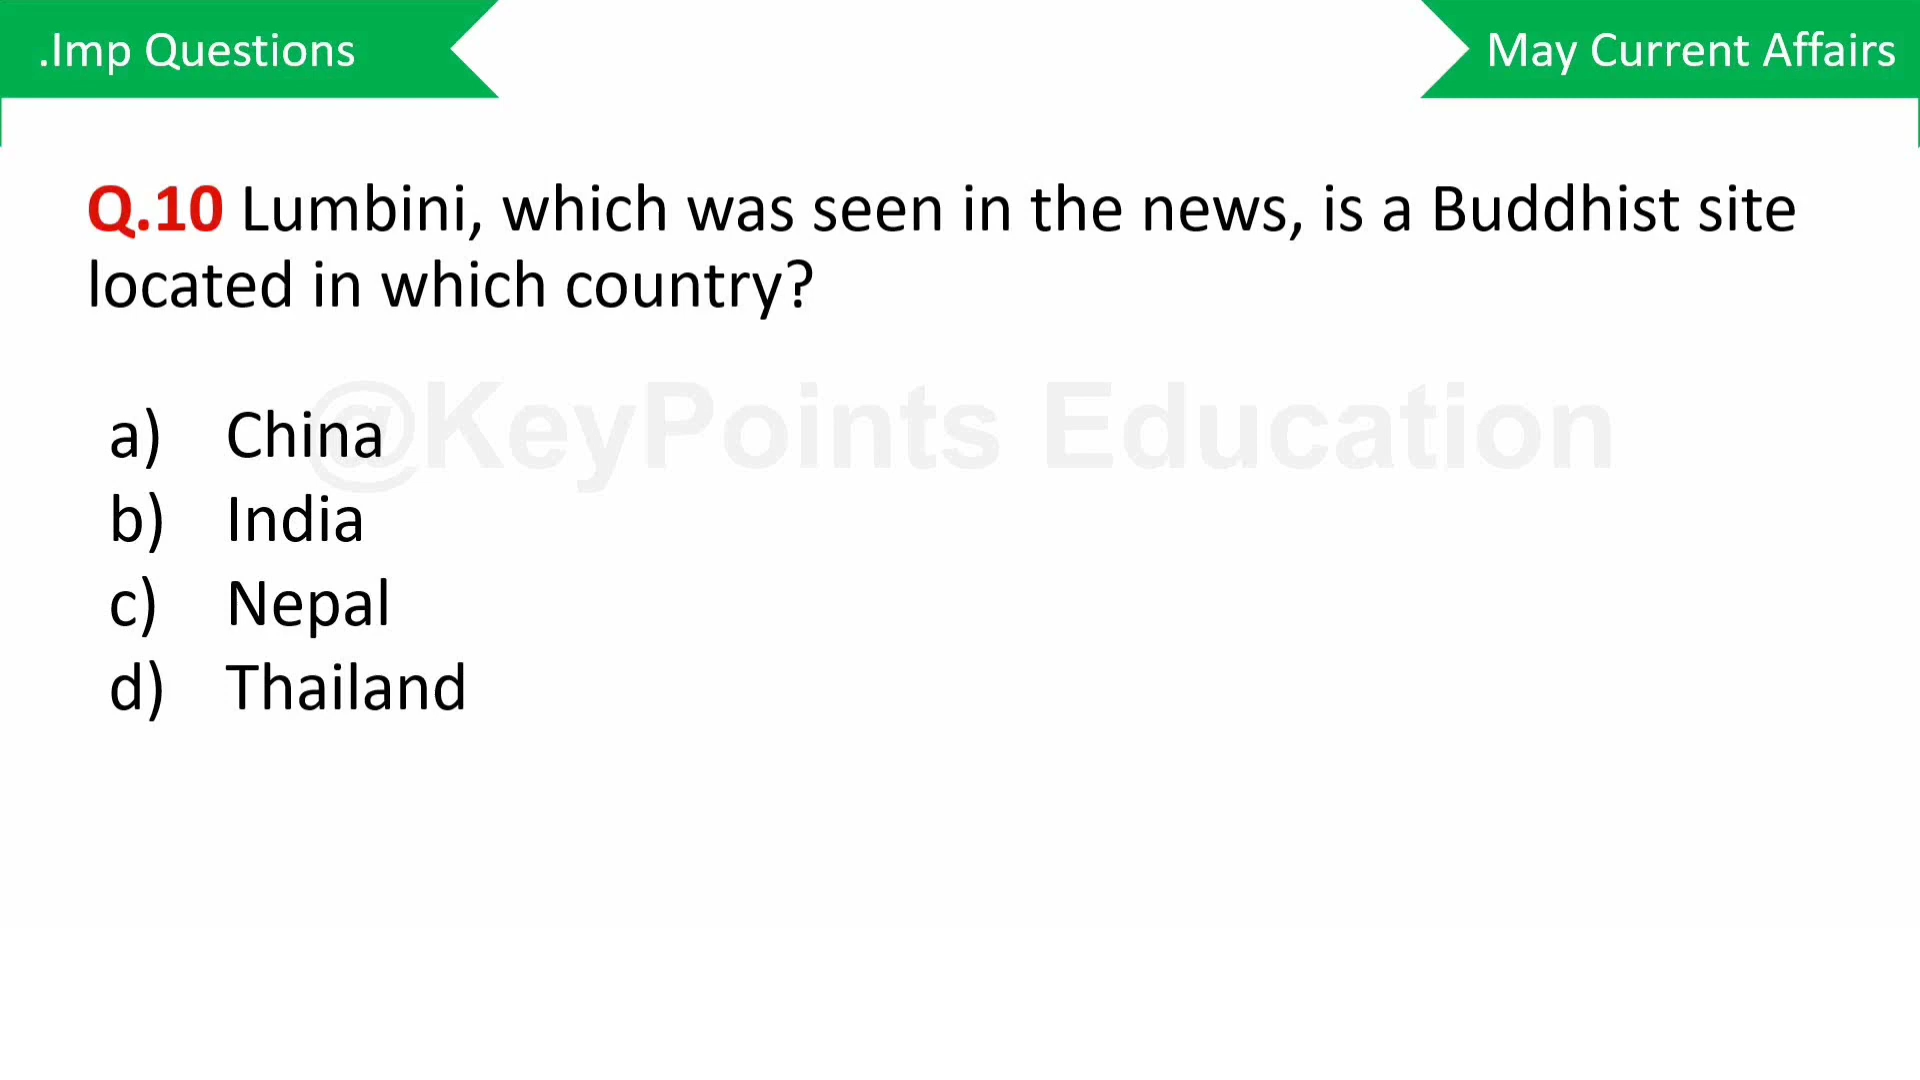 .Imp Questions
May Current Affairs
Q.10 Lumbini, which was seen in the news, is a Buddhist site
located in which country?
@KeyPoints Education
a) China
b) India
c) Nepal
d) Thailand